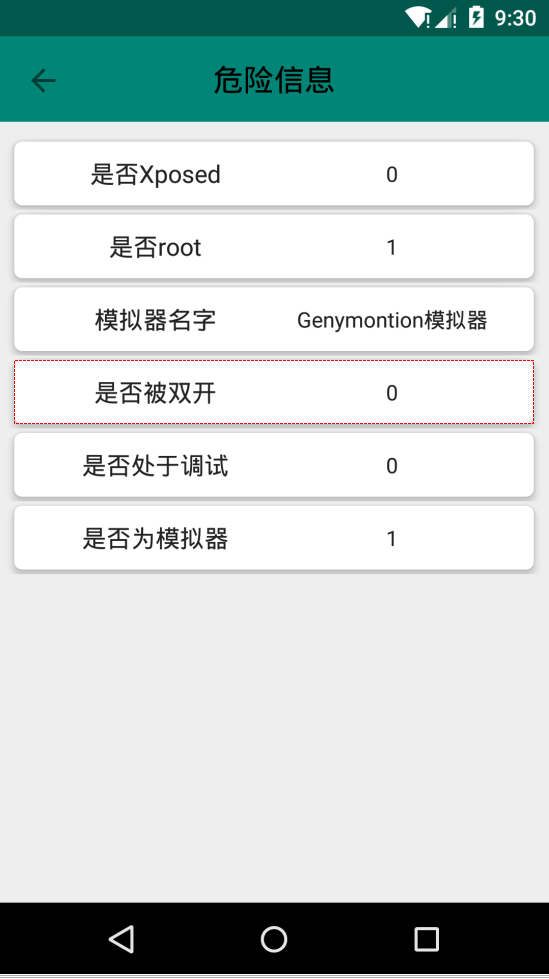 9:30
危险信息
是否Xposed 0
是否root 1
模拟器名字 Genymontion模拟器
是否被双开 0
是否处于调试 0
是否为模拟器 1